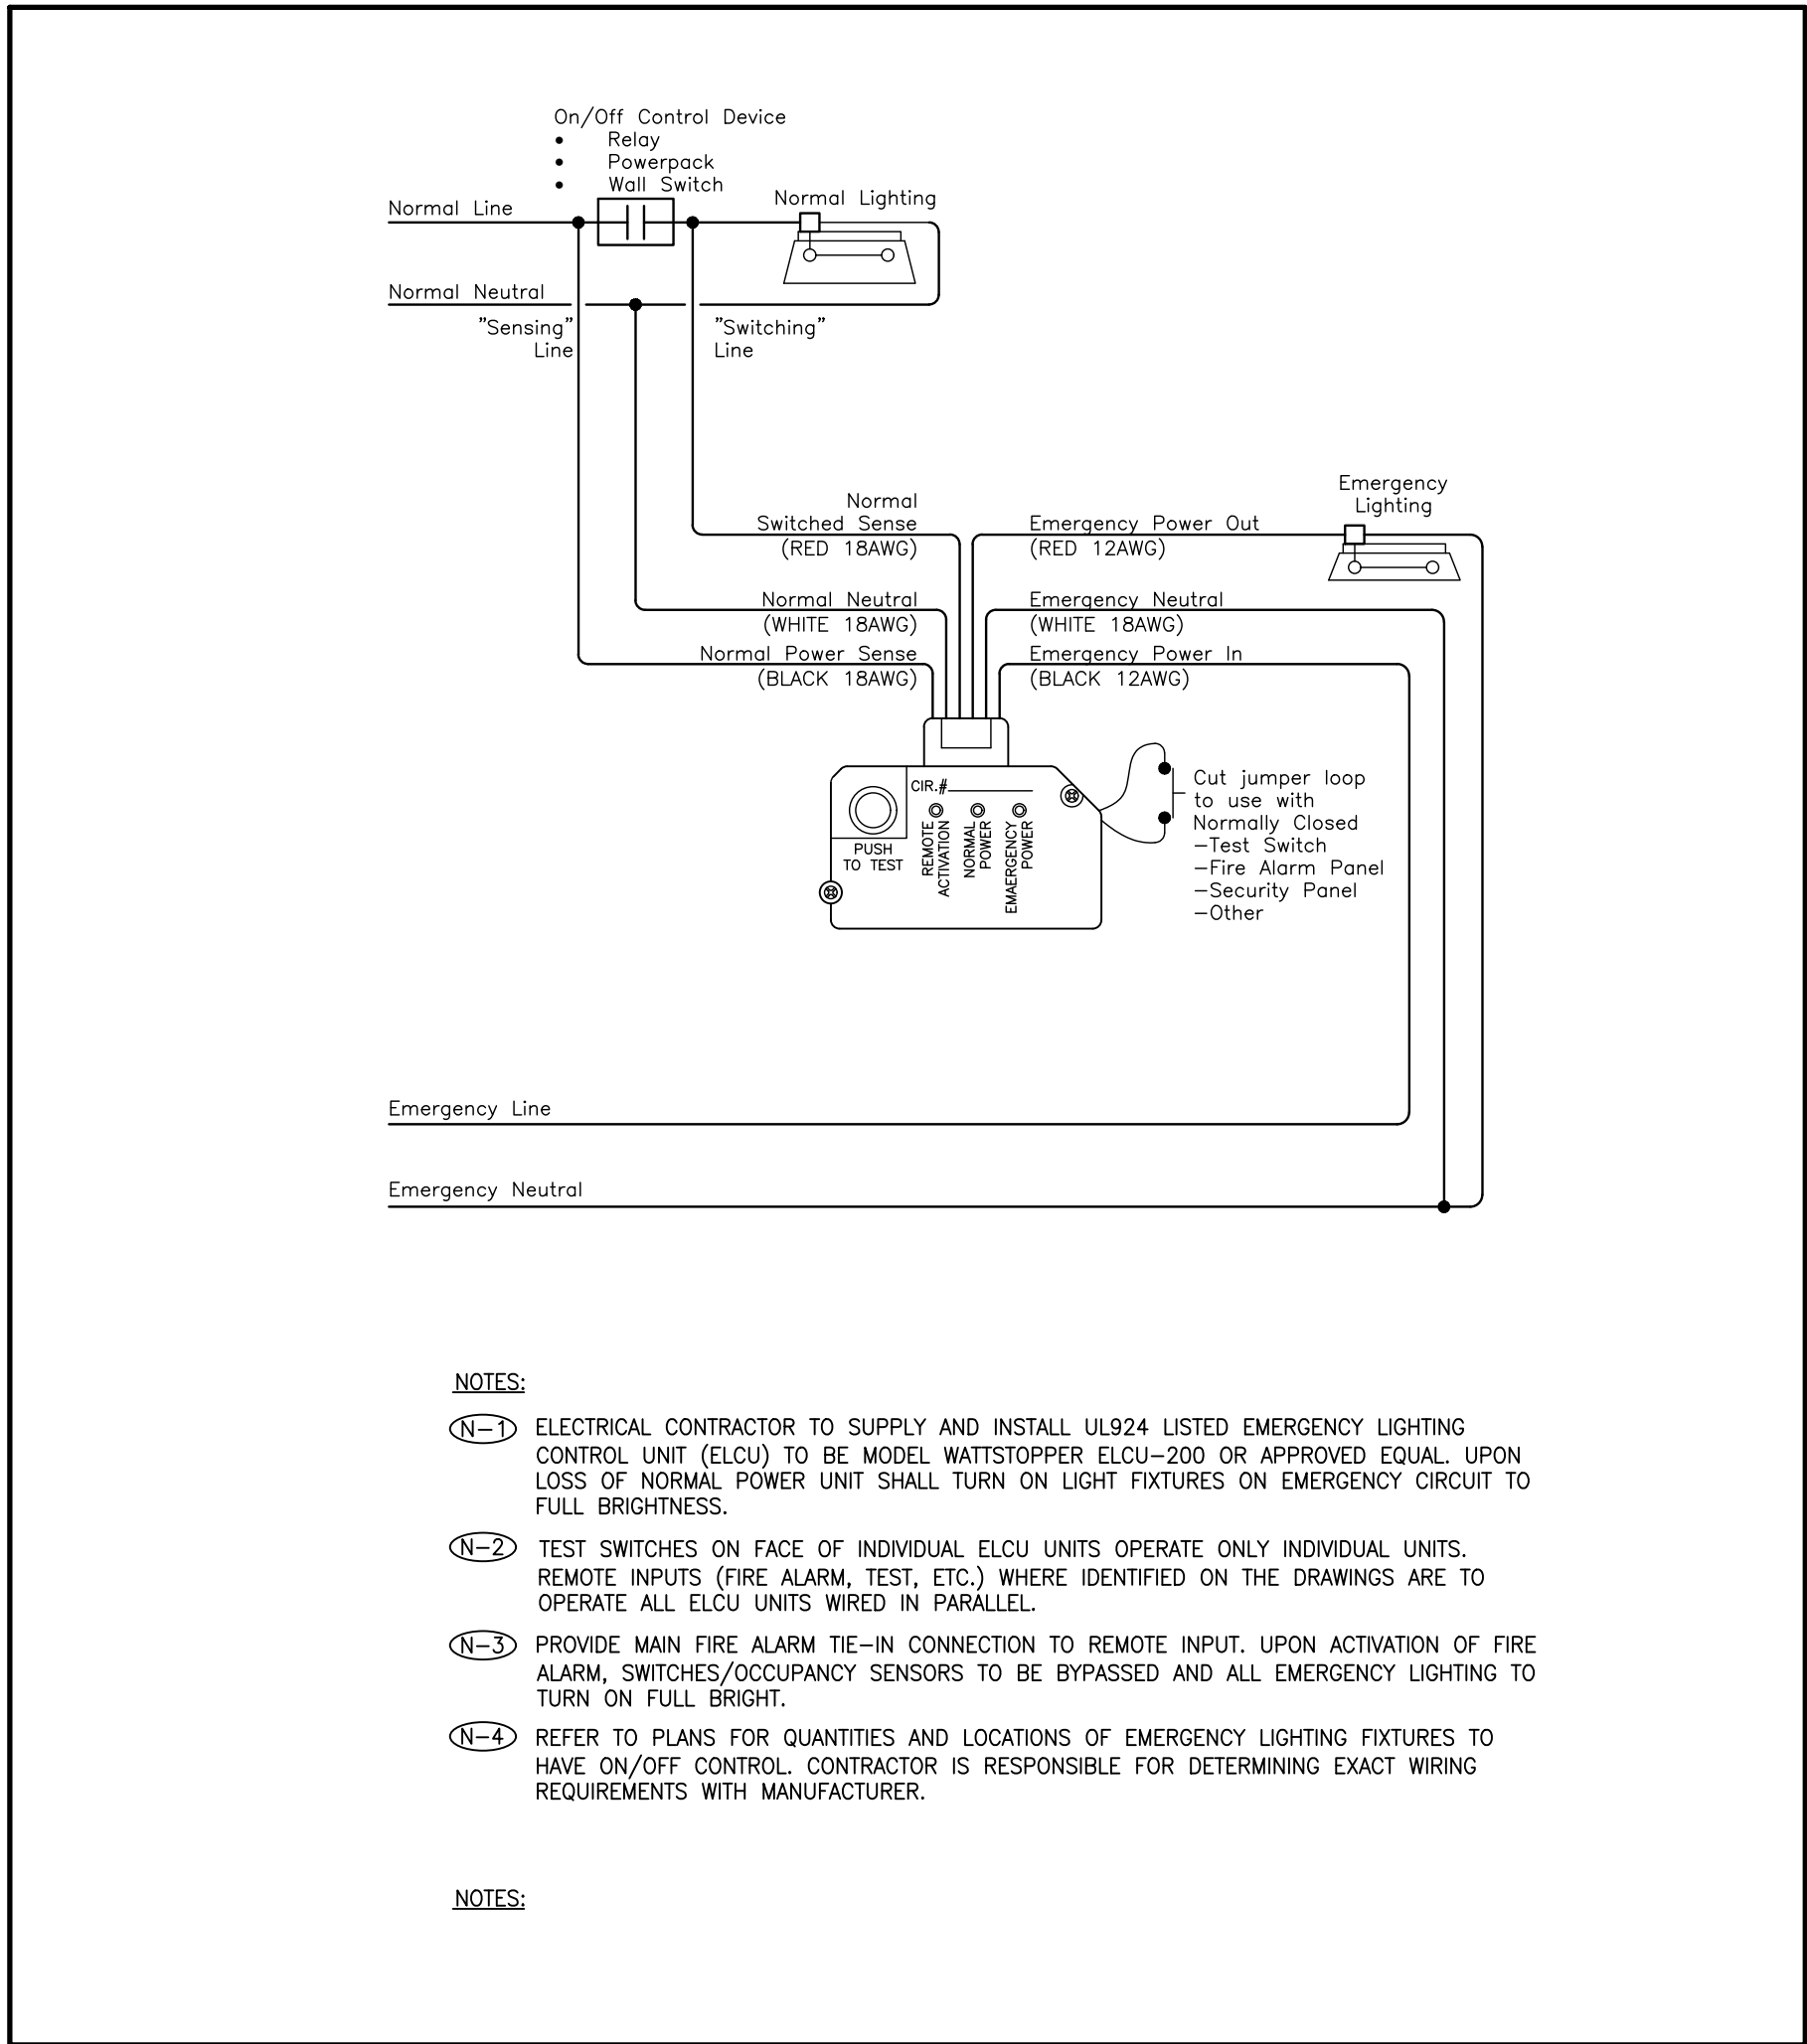 On/Off Control Device
• Relay
• Powerpack
• Wall Switch
Normal Lighting
Normal Line
Normal Neutral
"Sensing"
Line
"Switching"
Line
Normal
Switched Sense
(RED 18AWG)
Emergency Power Out
(RED 12AWG)
Emergency
Lighting
Normal Neutral
(WHITE 18AWG)
Emergency Neutral
(WHITE 18AWG)
Normal Power Sense
(BLACK 18AWG)
Emergency Power In
(BLACK 12AWG)
CIR.#
PUSH
TO TEST
REMOTE
ACTIVATION
NORMAL
POWER
EMAERGENCY
POWER
Cut jumper loop
to use with
Normally Closed
-Test Switch
-Fire Alarm Panel
-Security Panel
-Other
Emergency Line
Emergency Neutral
NOTES:
N-1 ELECTRICAL CONTRACTOR TO SUPPLY AND INSTALL UL924 LISTED EMERGENCY LIGHTING
CONTROL UNIT (ELCU) TO BE MODEL WATTSTOPPER ELCU-200 OR APPROVED EQUAL. UPON
LOSS OF NORMAL POWER UNIT SHALL TURN ON LIGHT FIXTURES ON EMERGENCY CIRCUIT TO
FULL BRIGHTNESS.
N-2 TEST SWITCHES ON FACE OF INDIVIDUAL ELCU UNITS OPERATE ONLY INDIVIDUAL UNITS.
REMOTE INPUTS (FIRE ALARM, TEST, ETC.) WHERE IDENTIFIED ON THE DRAWINGS ARE TO
OPERATE ALL ELCU UNITS WIRED IN PARALLEL.
N-3 PROVIDE MAIN FIRE ALARM TIE-IN CONNECTION TO REMOTE INPUT. UPON ACTIVATION OF FIRE
ALARM, SWITCHES/OCCUPANCY SENSORS TO BE BYPASSED AND ALL EMERGENCY LIGHTING TO
TURN ON FULL BRIGHT.
N-4 REFER TO PLANS FOR QUANTITIES AND LOCATIONS OF EMERGENCY LIGHTING FIXTURES TO
HAVE ON/OFF CONTROL. CONTRACTOR IS RESPONSIBLE FOR DETERMINING EXACT WIRING
REQUIREMENTS WITH MANUFACTURER.
NOTES: